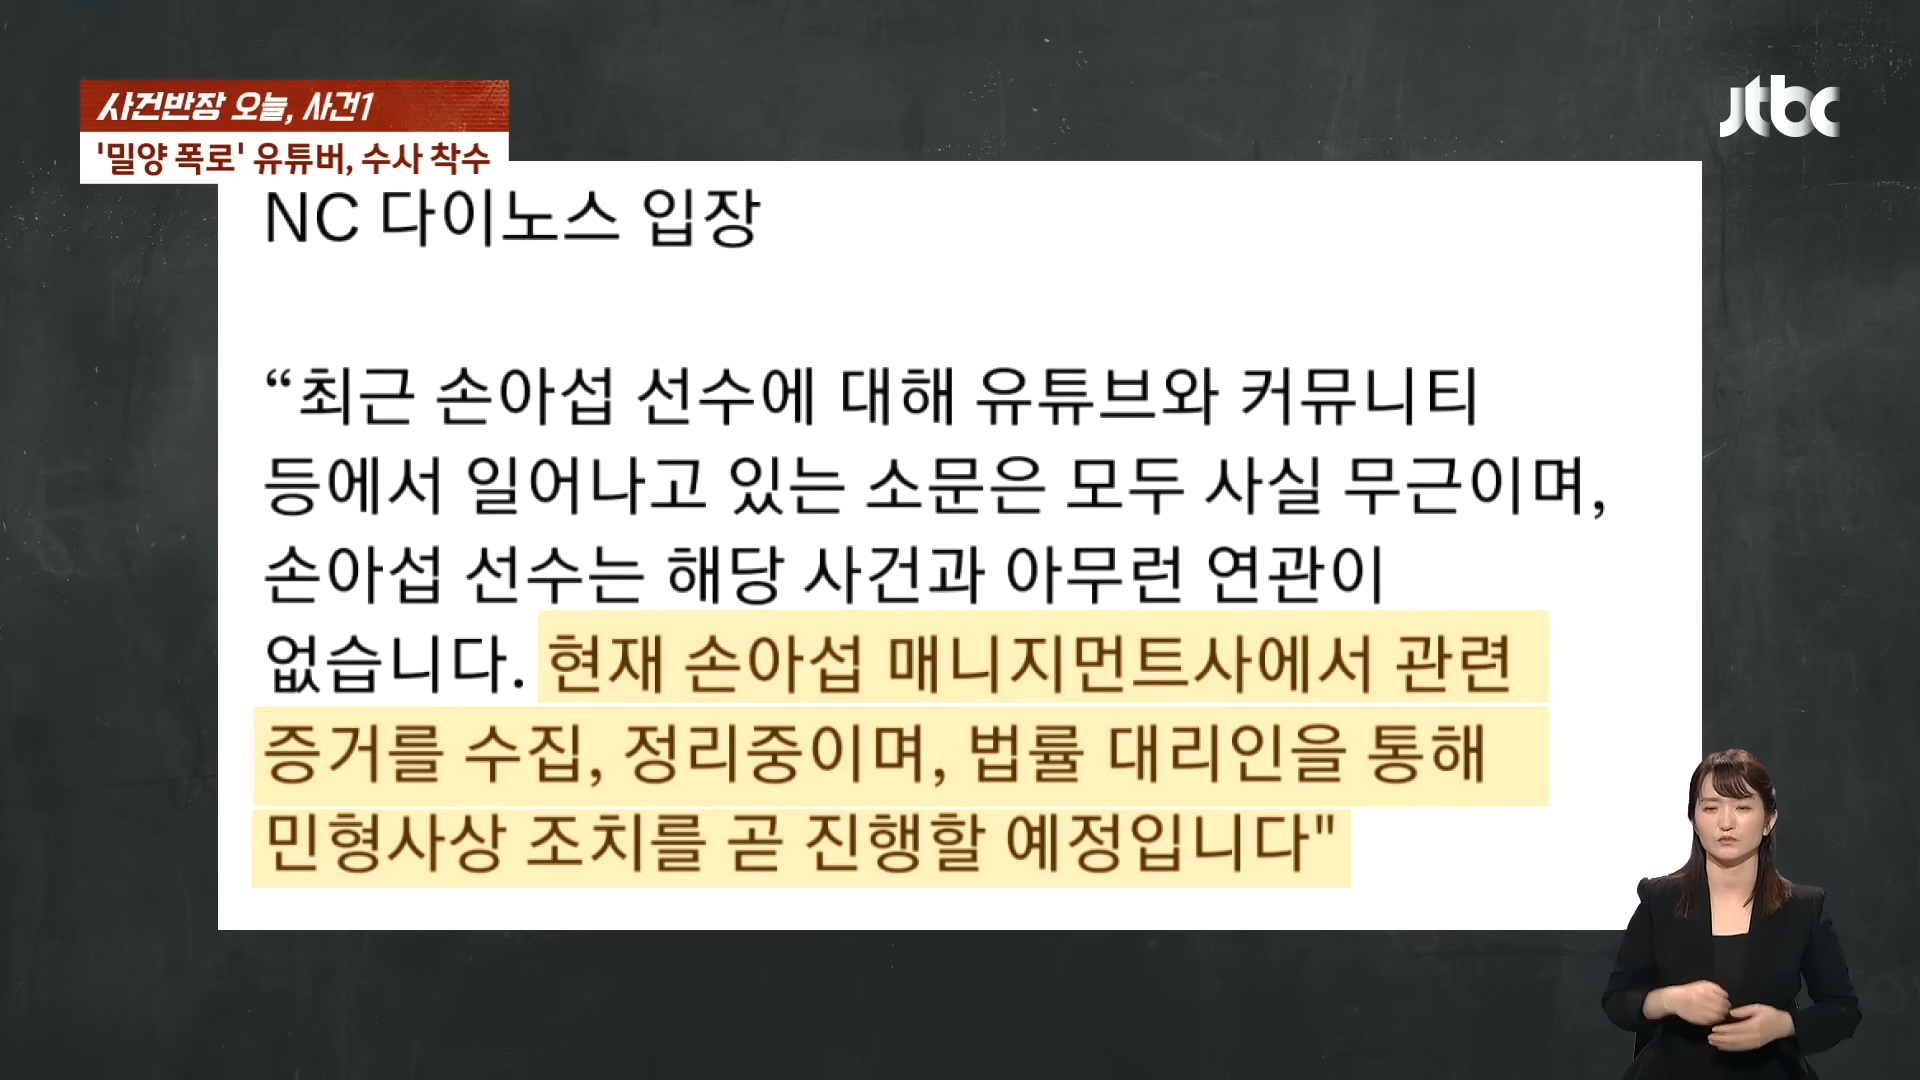 사건반장 오늘, 사건1
'밀양 폭로' 유튜버, 수사 착수
jtbc
NC 다이노스 입장
“최근 손아섭 선수에 대해 유튜브와 커뮤니티
등에서 일어나고 있는 소문은 모두 사실 무근이며,
손아섭 선수는 해당 사건과 아무런 연관이
없습니다. 현재 손아섭 매니지먼트사에서 관련
증거를 수집, 정리중이며, 법률 대리인을 통해
민형사상 조치를 곧 진행할 예정입니다"